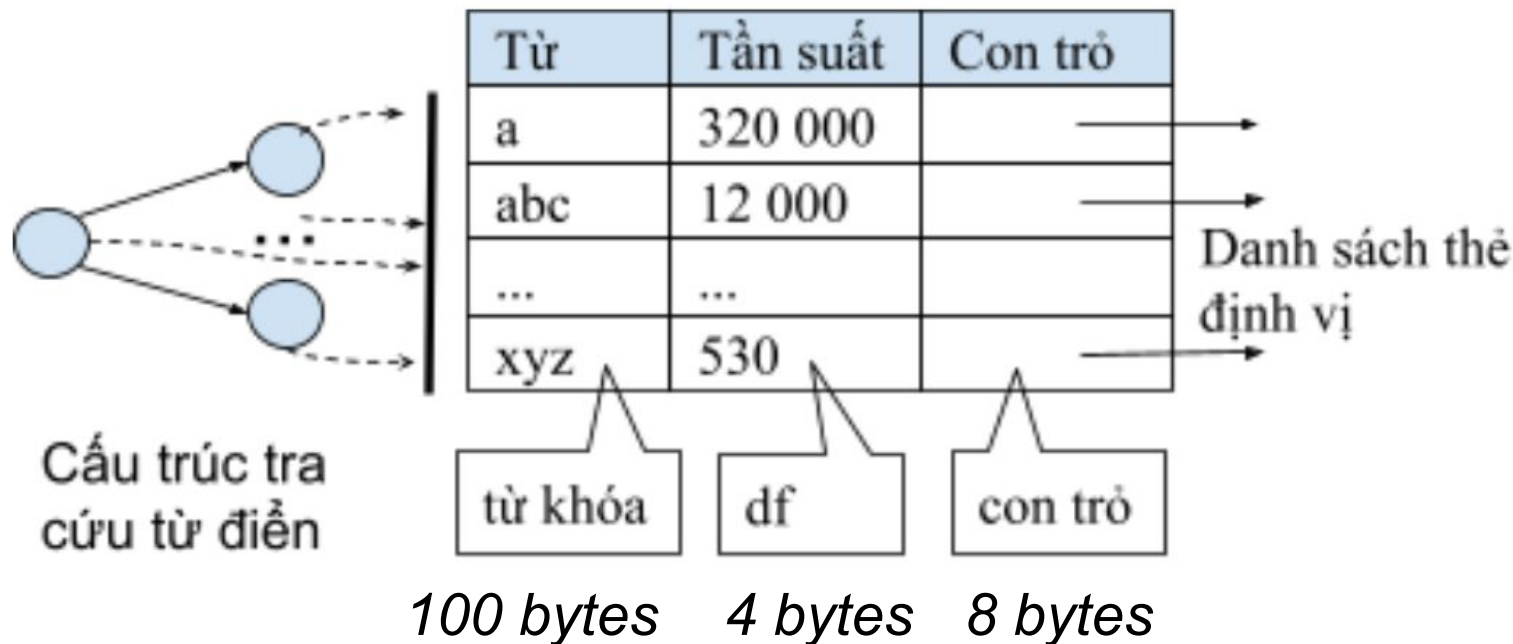 Từ Tần suất Con trỏ
a 320 000
abc 12 000
...
... ...
xyz 530
Danh sách thẻ
định vị
Cấu trúc tra
cứu từ điển
từ khóa df con trỏ
100 bytes 4 bytes 8 bytes